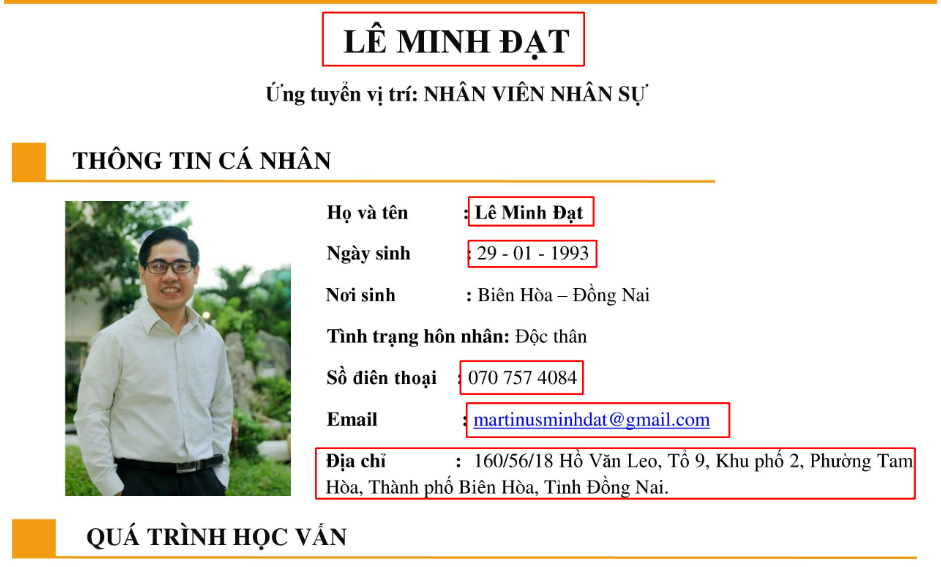 LÊ MINH ĐẠT
Ứng tuyển vị trí: NHÂN VIÊN NHÂN SỰ
THÔNG TIN CÁ NHÂN
Họ và tên : Lê Minh Đạt
Ngày sinh : 29 - 01 - 1993
Nơi sinh : Biên Hòa – Đồng Nai
Tình trạng hôn nhân: Độc thân
Số điên thoại : 070 757 4084
Email : martinusminhdat@gmail.com
Địa chỉ : 160/56/18 Hồ Văn Leo, Tổ 9, Khu phố 2, Phường Tam
Hòa, Thành phố Biên Hòa, Tỉnh Đồng Nai.
QUÁ TRÌNH HỌC VẤN